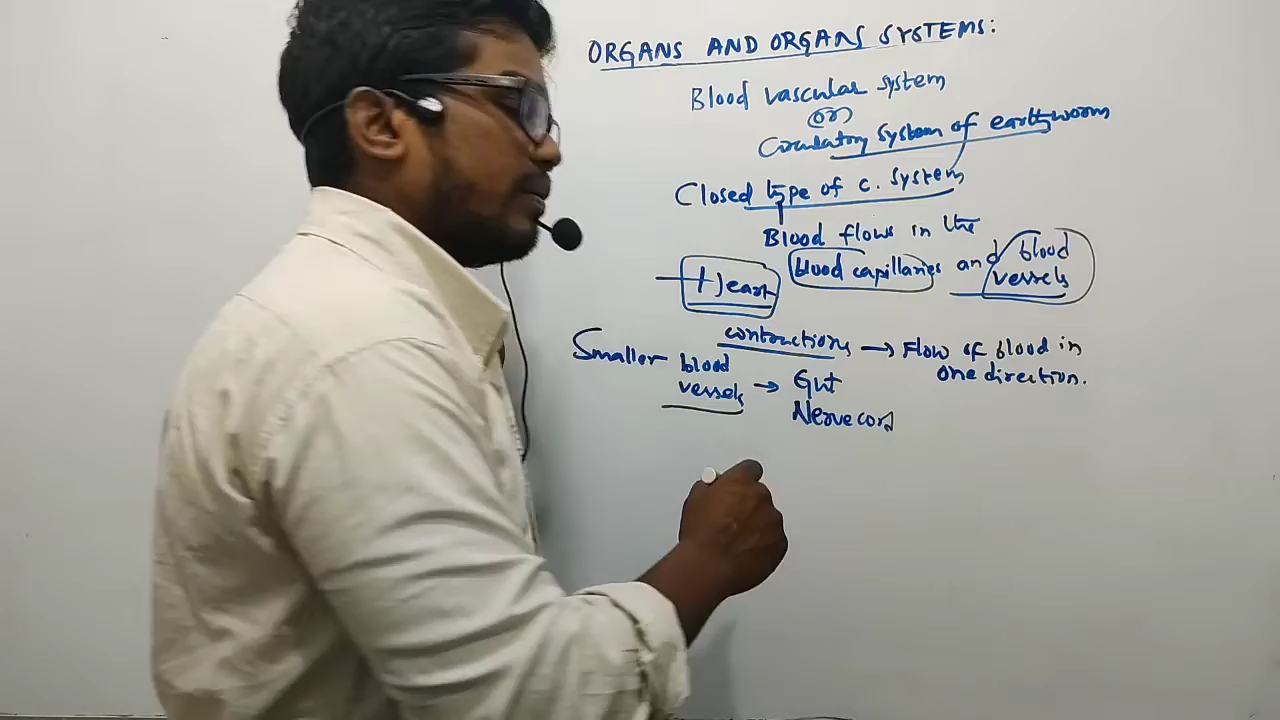 ORGANS AND ORGANS SYSTEMS:
Blood vascular system
(or)
Circulatory system of earthworm
Closed type of c. system
Blood flows in the
blood capillaries and blood vessels
Heart
contractions → Flow of blood in one direction.
Smaller blood vessels → Gut
Nerve cord